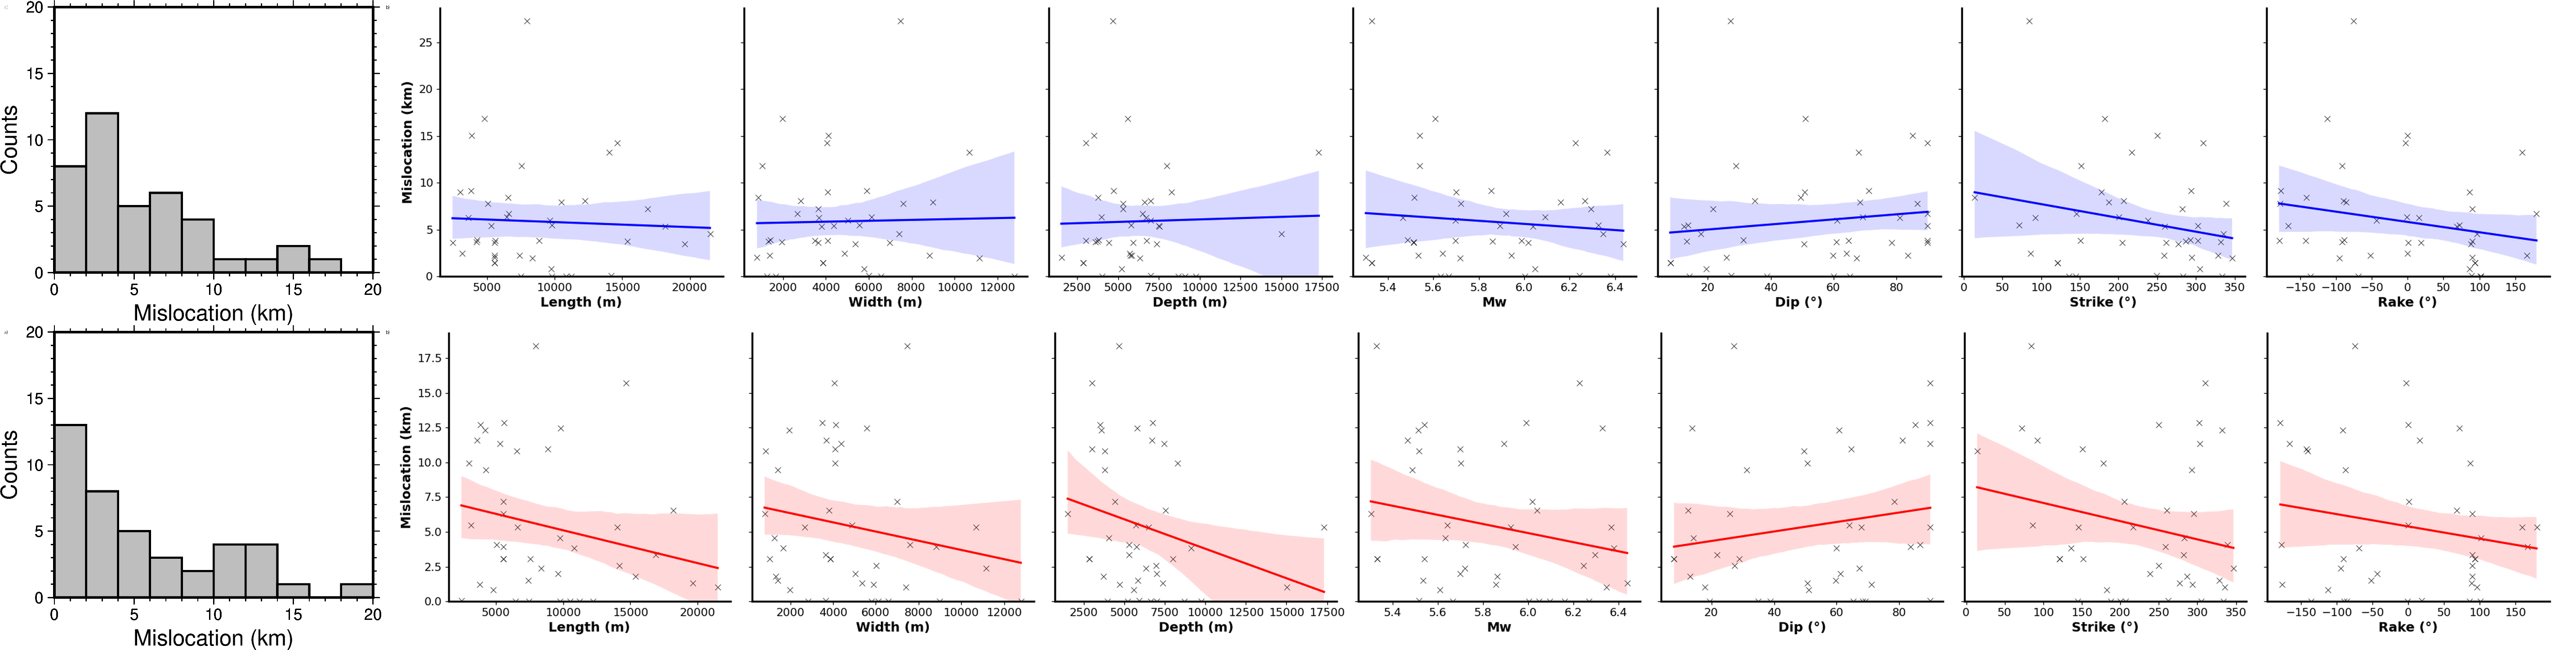 20
15
10
5
0
Counts
0 5 10 15 20
Mislocation (km)
25
20
15
10
5
0
Mislocation (km)
5000 10000 15000 20000
Length (m)
2000 4000 6000 8000 10000 12000
Width (m)
2500 5000 7500 10000 12500 15000 17500
Depth (m)
5.4 5.6 5.8 6.0 6.2 6.4
Mw
20 40 60 80
Dip (°)
0 50 100 150 200 250 300 350
Strike (°)
−150 −100 −50 0 50 100 150
Rake (°)
20
15
10
5
0
Counts
0 5 10 15 20
Mislocation (km)
17.5
15.0
12.5
10.0
7.5
5.0
2.5
0.0
Mislocation (km)
5000 10000 15000 20000
Length (m)
2000 4000 6000 8000 10000 12000
Width (m)
2500 5000 7500 10000 12500 15000 17500
Depth (m)
5.4 5.6 5.8 6.0 6.2 6.4
Mw
20 40 60 80
Dip (°)
0 50 100 150 200 250 300 350
Strike (°)
−150 −100 −50 0 50 100 150
Rake (°)